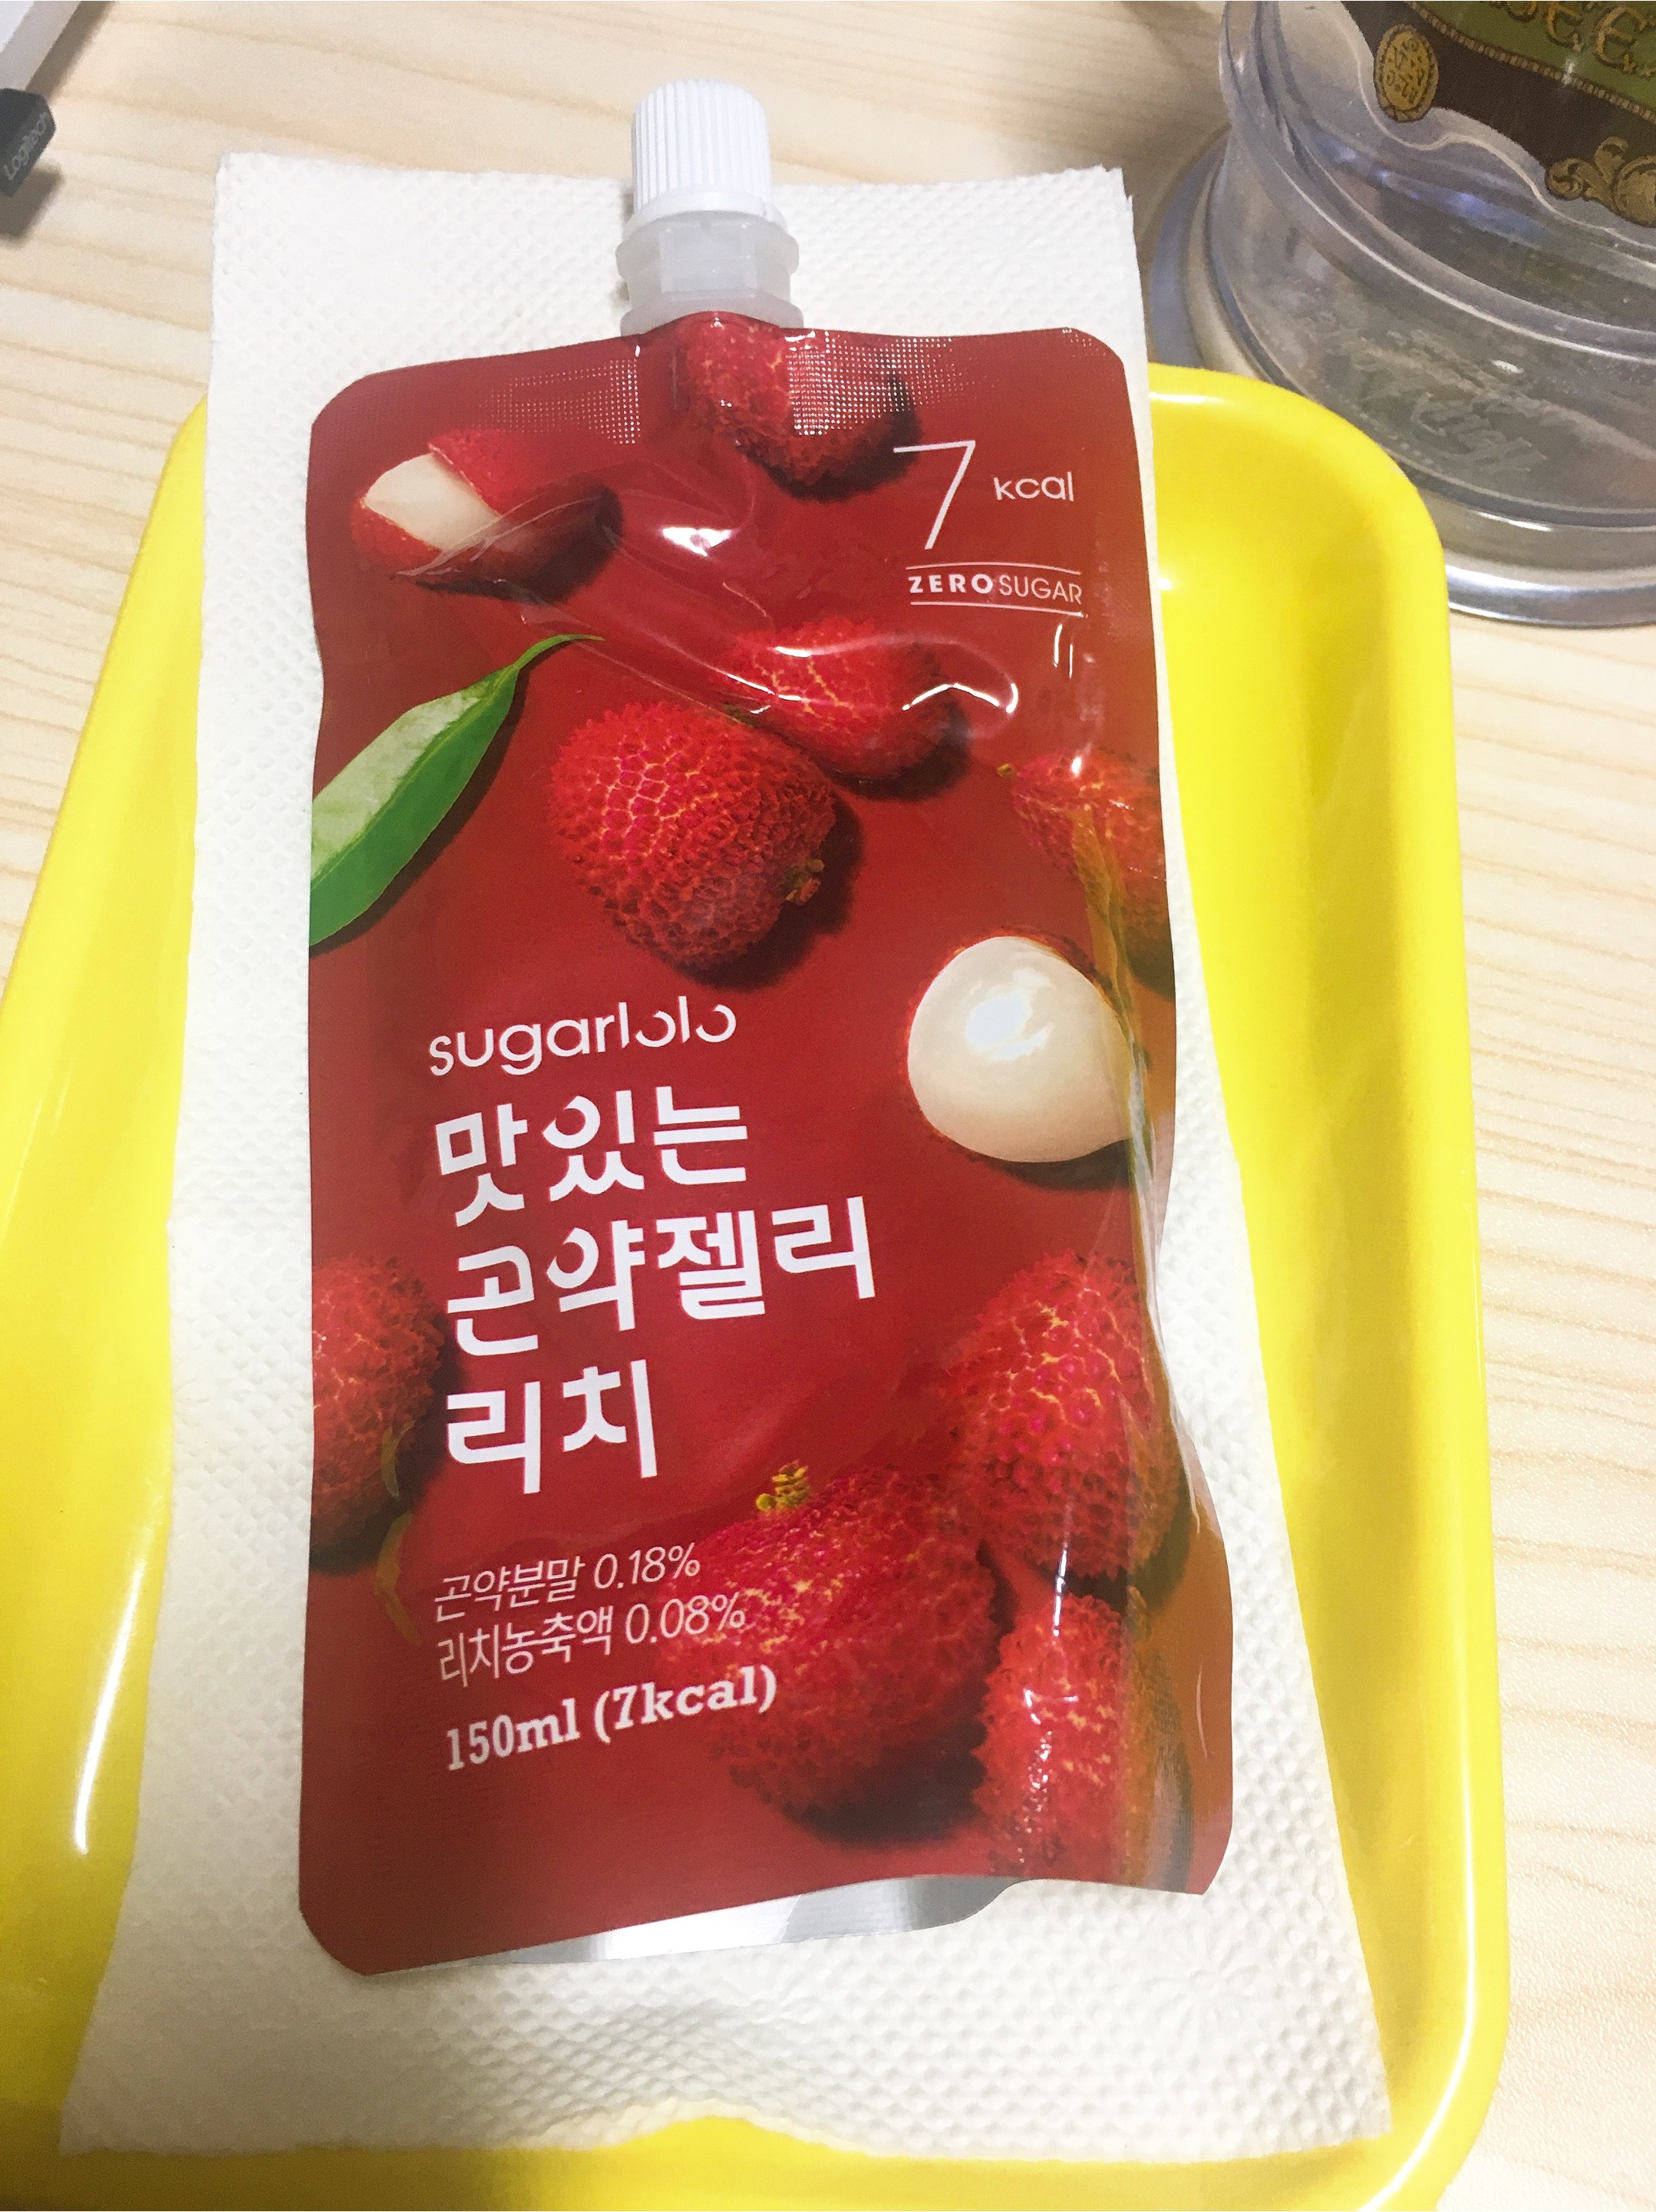 Logitech
7 kcal
ZERO SUGAR
sugarlolo
맛있는
곤약젤리
리치
곤약분말 0.18%
리치농축액 0.08%
150ml (7kcal)